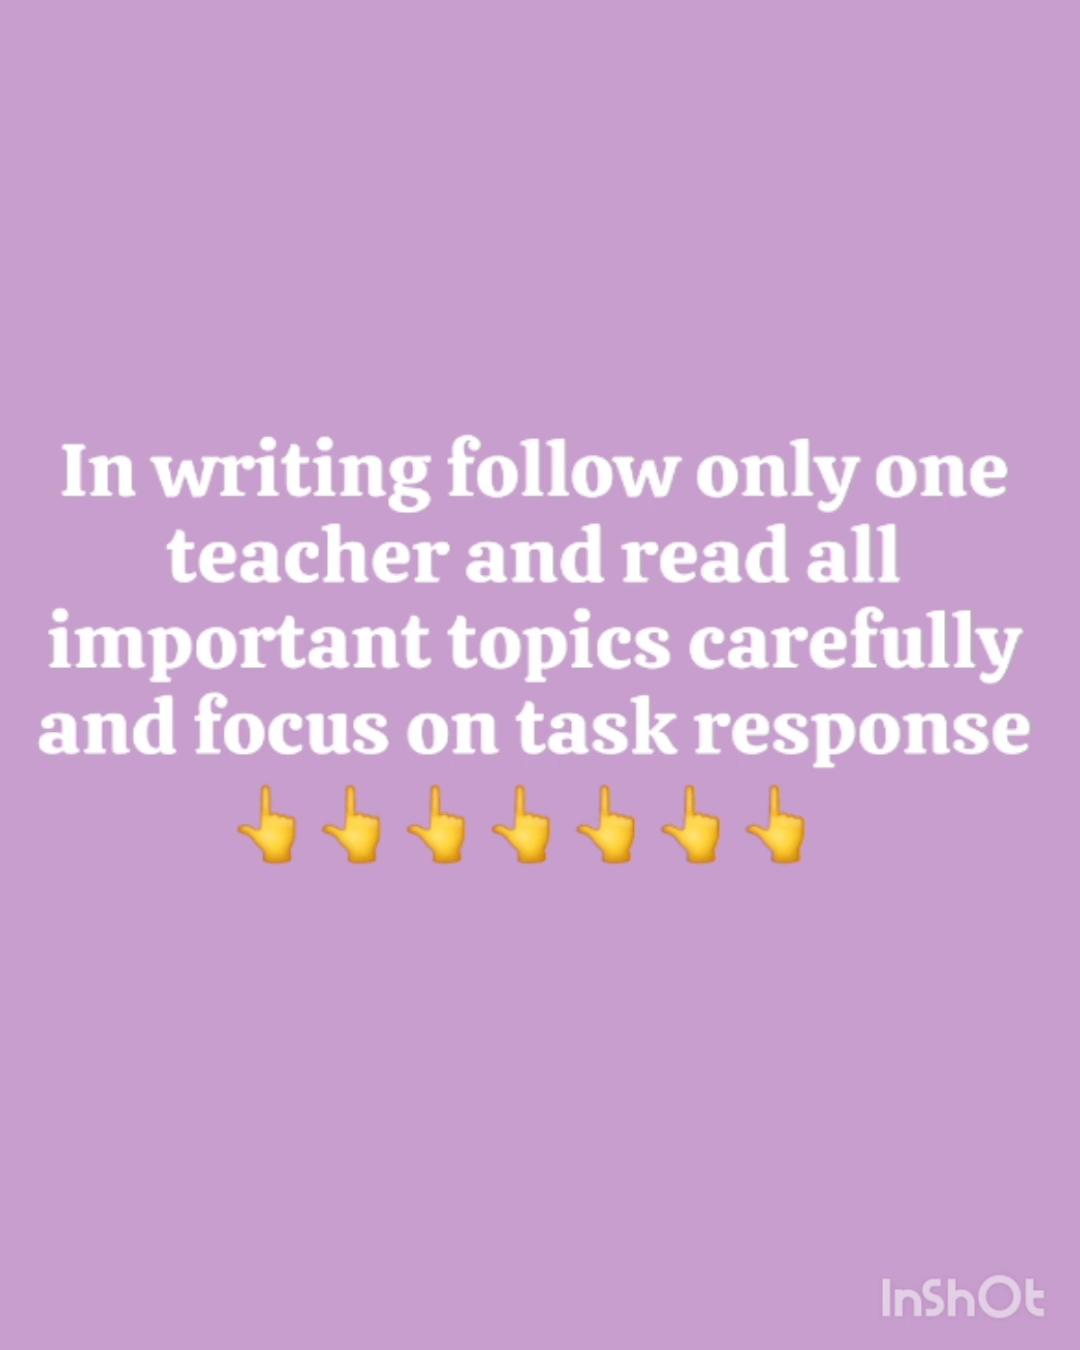 In writing follow only one
teacher and read all
important topics carefully
and focus on task response
👆👆👆👆👆👆👆
InShOt